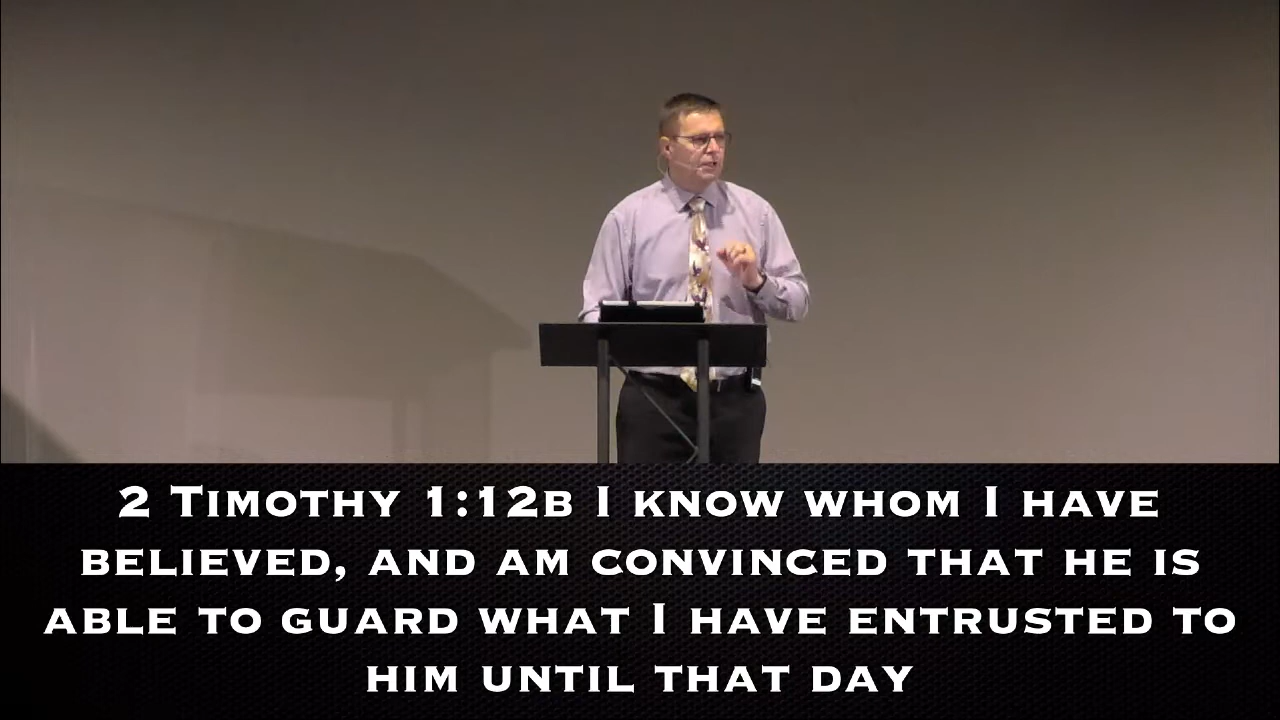 2 Timothy 1:12b I know whom I have
believed, and am convinced that he is
able to guard what I have entrusted to
him until that day